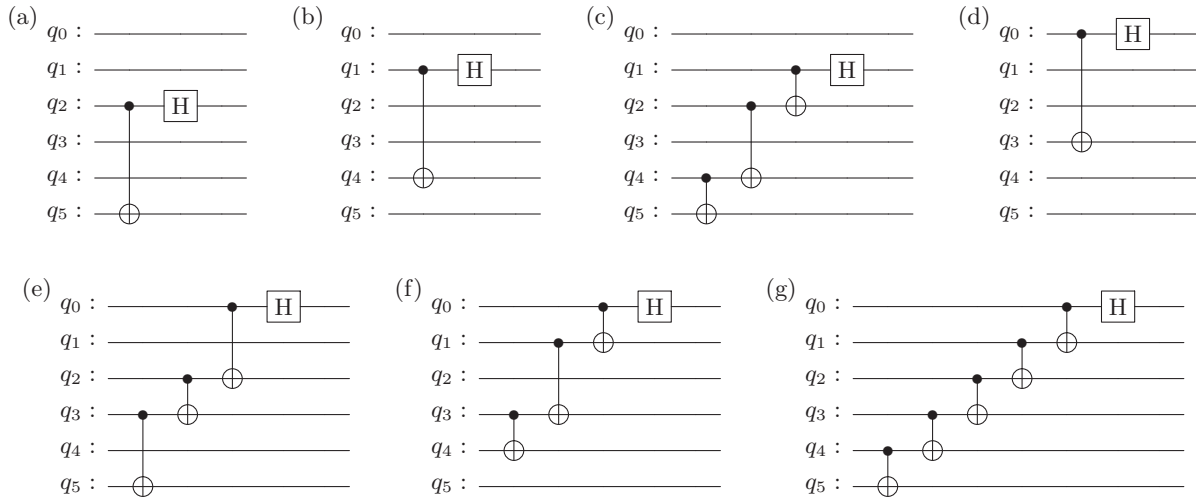 (a) (b) (c) (d)
q₀ : q₀ : q₀ : q₀ : H
q₁ : q₁ : H q₁ : H q₁ :
q₂ : H q₂ : q₂ : q₂ :
q₃ : q₃ : q₃ : q₃ :
q₄ : q₄ : q₄ : q₄ :
q₅ : q₅ : q₅ : q₅ :
(e) (f) (g)
q₀ : H q₀ : H q₀ : H
q₁ : q₁ : q₁ :
q₂ : q₂ : q₂ :
q₃ : q₃ : q₃ :
q₄ : q₄ : q₄ :
q₅ : q₅ : q₅ :